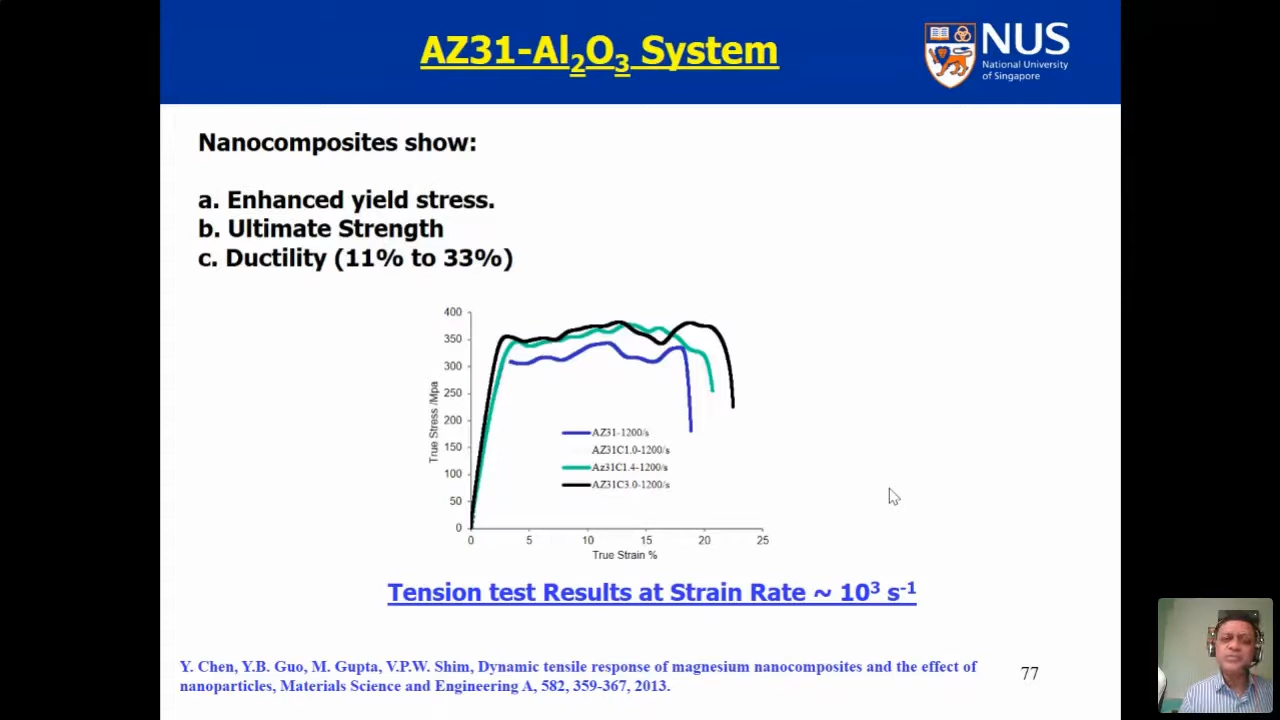 AZ31-Al2O3 System
NUS
National University
of Singapore
Nanocomposites show:
a. Enhanced yield stress.
b. Ultimate Strength
c. Ductility (11% to 33%)
400
350
300
250
200
150
100
50
0
True Stress /Mpa
AZ31-1200/s
AZ31C1.0-1200/s
Az31C1.4-1200/s
AZ31C3.0-1200/s
0 5 10 15 20 25
True Strain %
Tension test Results at Strain Rate ~ 10³ s⁻¹
Y. Chen, Y.B. Guo, M. Gupta, V.P.W. Shim, Dynamic tensile response of magnesium nanocomposites and the effect of
nanoparticles, Materials Science and Engineering A, 582, 359-367, 2013.
77